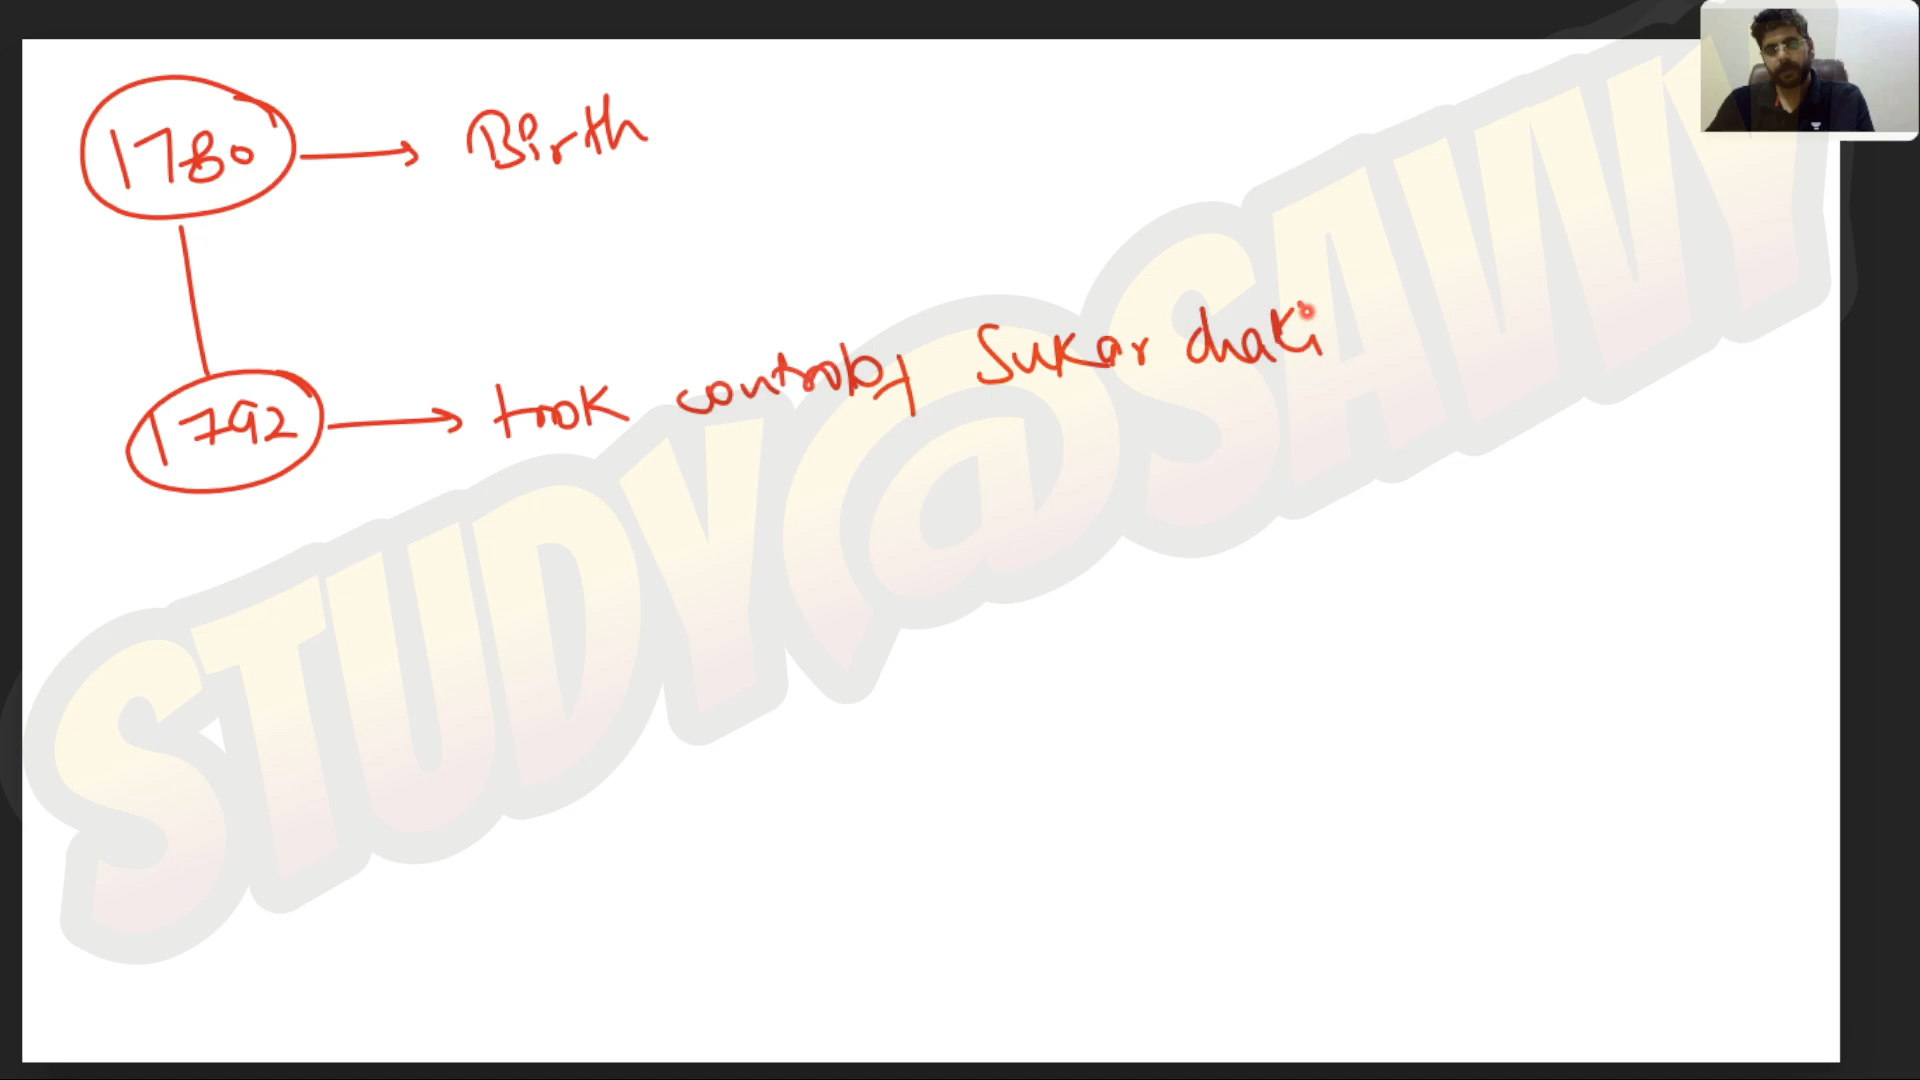 1780 → Birth
1792 → took control of Sukarchaki
STUDY@SAVVY